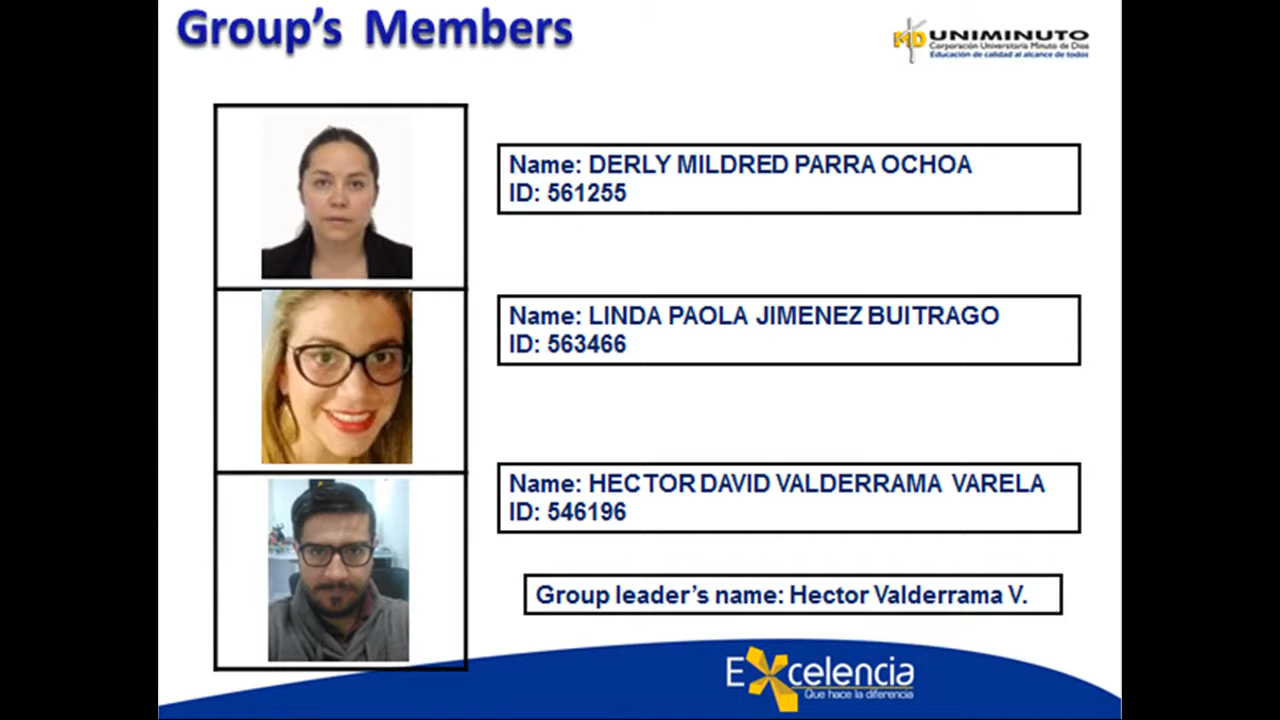 Group's Members
UNIMINUTO
Corporación Universitaria Minuto de Dios
Educación de calidad al alcance de todos
Name: DERLY MILDRED PARRA OCHOA
ID: 561255
Name: LINDA PAOLA JIMENEZ BUITRAGO
ID: 563466
Name: HECTOR DAVID VALDERRAMA VARELA
ID: 546196
Group leader's name: Hector Valderrama V.
Excelencia
Que hace la diferencia